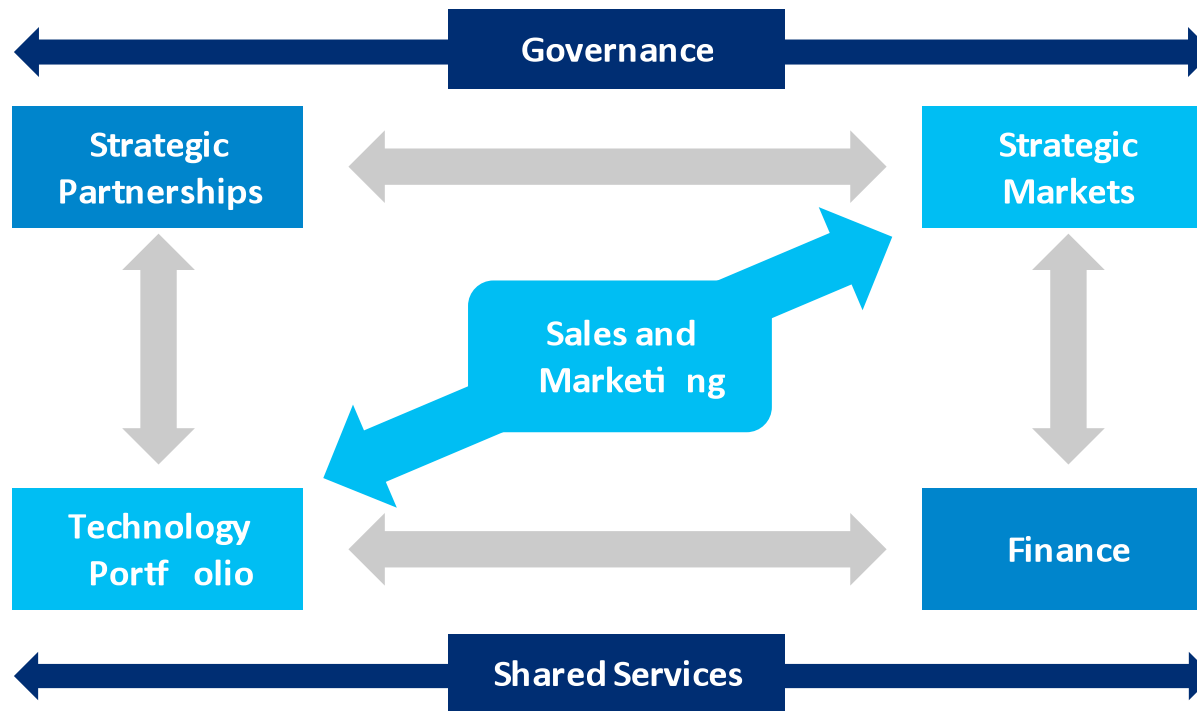 Governance
Strategic
Partnerships
Strategic
Markets
Sales and
Marketi ng
Technology
Portf olio
Finance
Shared Services